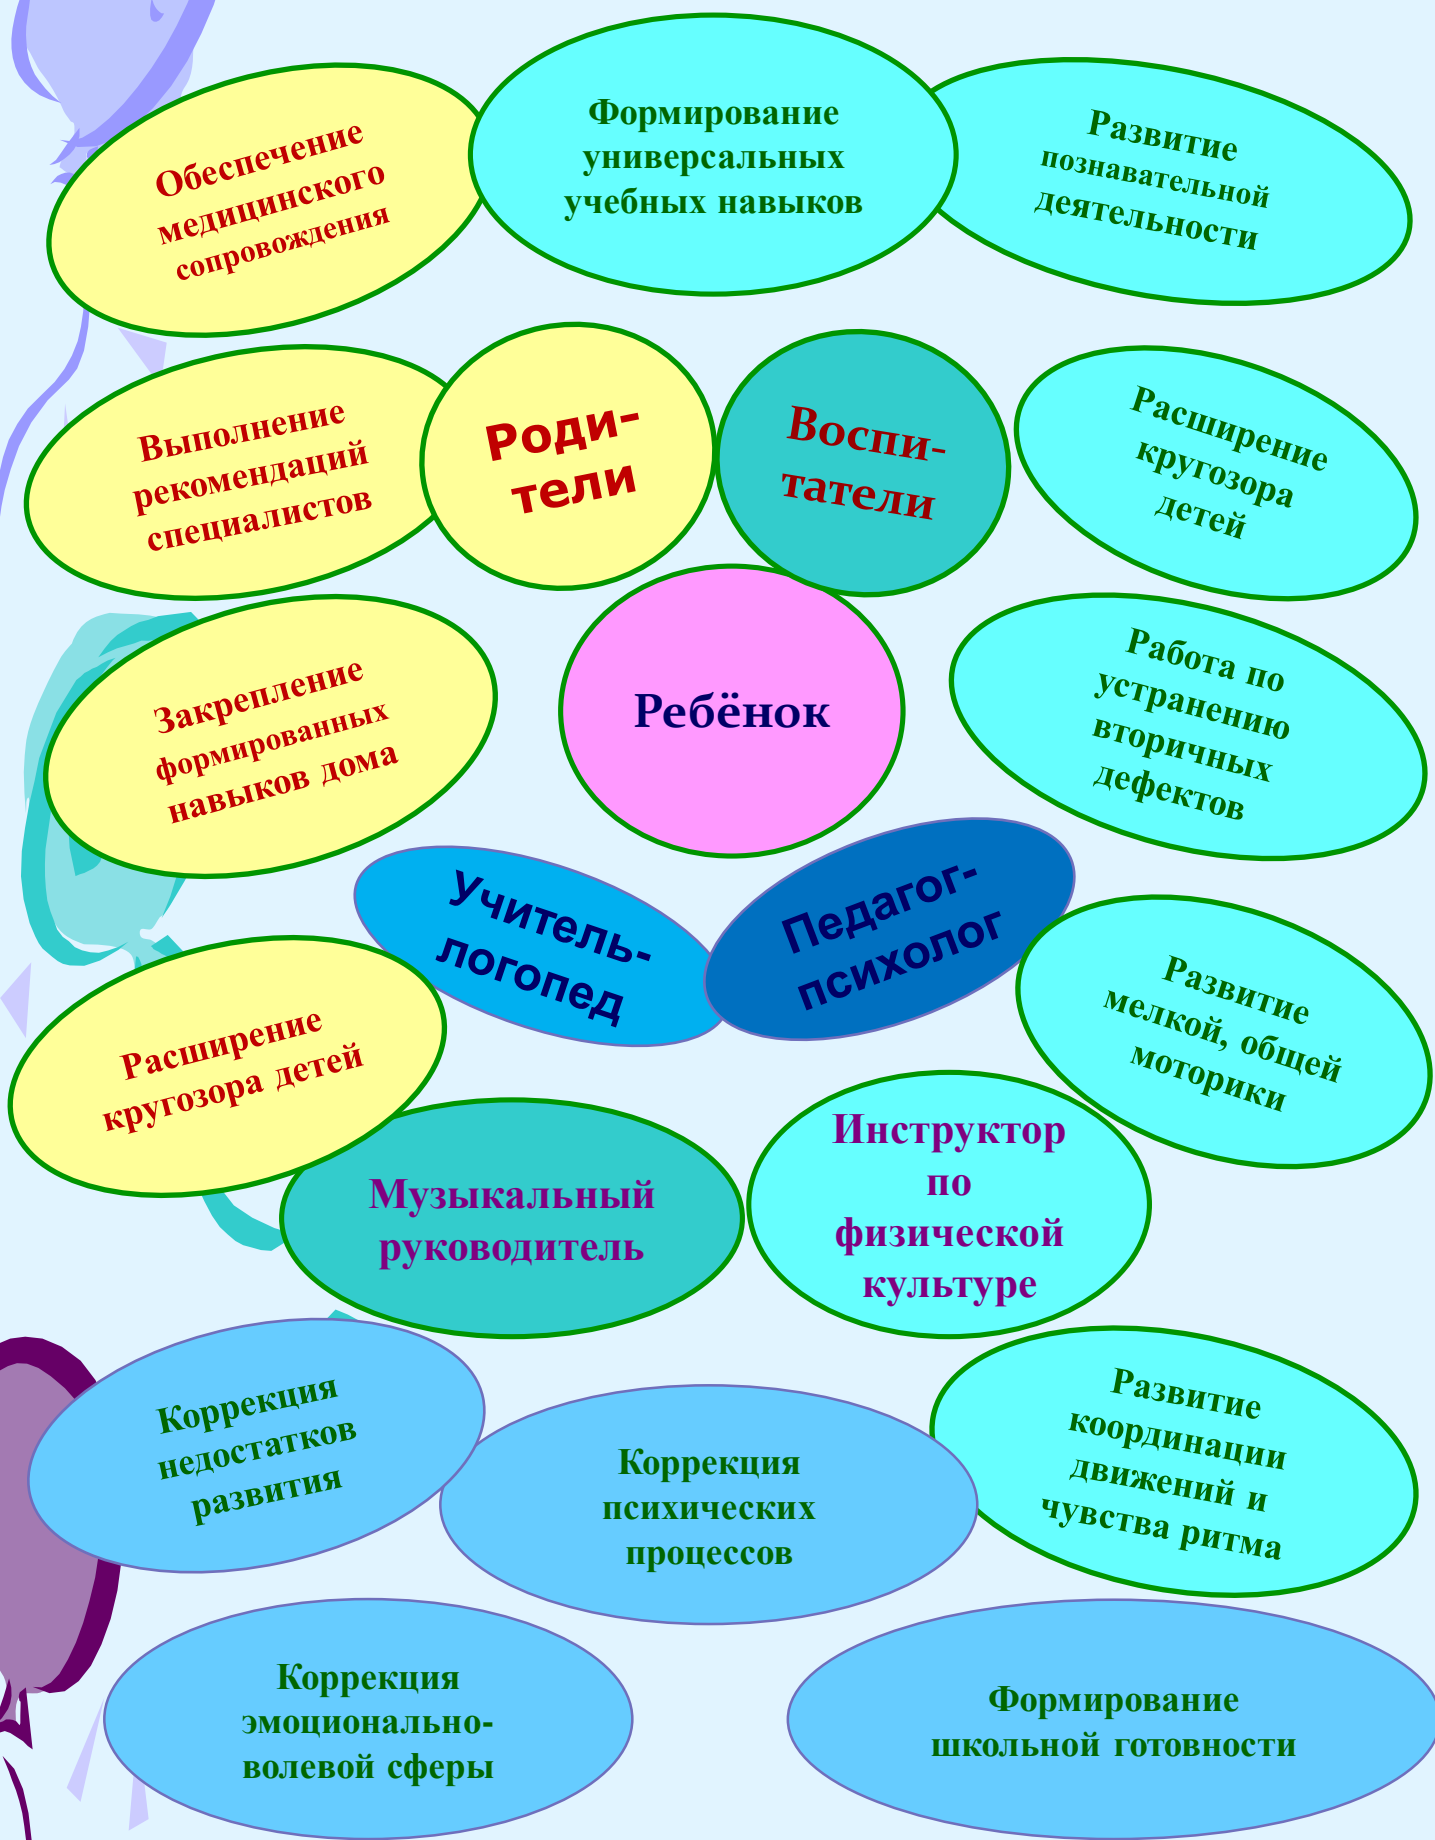 Обеспечение
медицинского
сопровождения
Формирование
универсальных
учебных навыков
Развитие
познавательной
деятельности
Выполнение
рекомендаций
специалистов
Роди-
тели
Воспи-
татели
Расширение
кругозора
детей
Закрепление
формированных
навыков дома
Ребёнок
Работа по
устранению
вторичных
дефектов
Учитель-
логопед
Педагог-
психолог
Расширение
кругозора детей
Развитие
мелкой, общей
моторики
Музыкальный
руководитель
Инструктор
по
физической
культуре
Коррекция
недостатков
развития
Коррекция
психических
процессов
Развитие
координации
движений и
чувства ритма
Коррекция
эмоционально-
волевой сферы
Формирование
школьной готовности